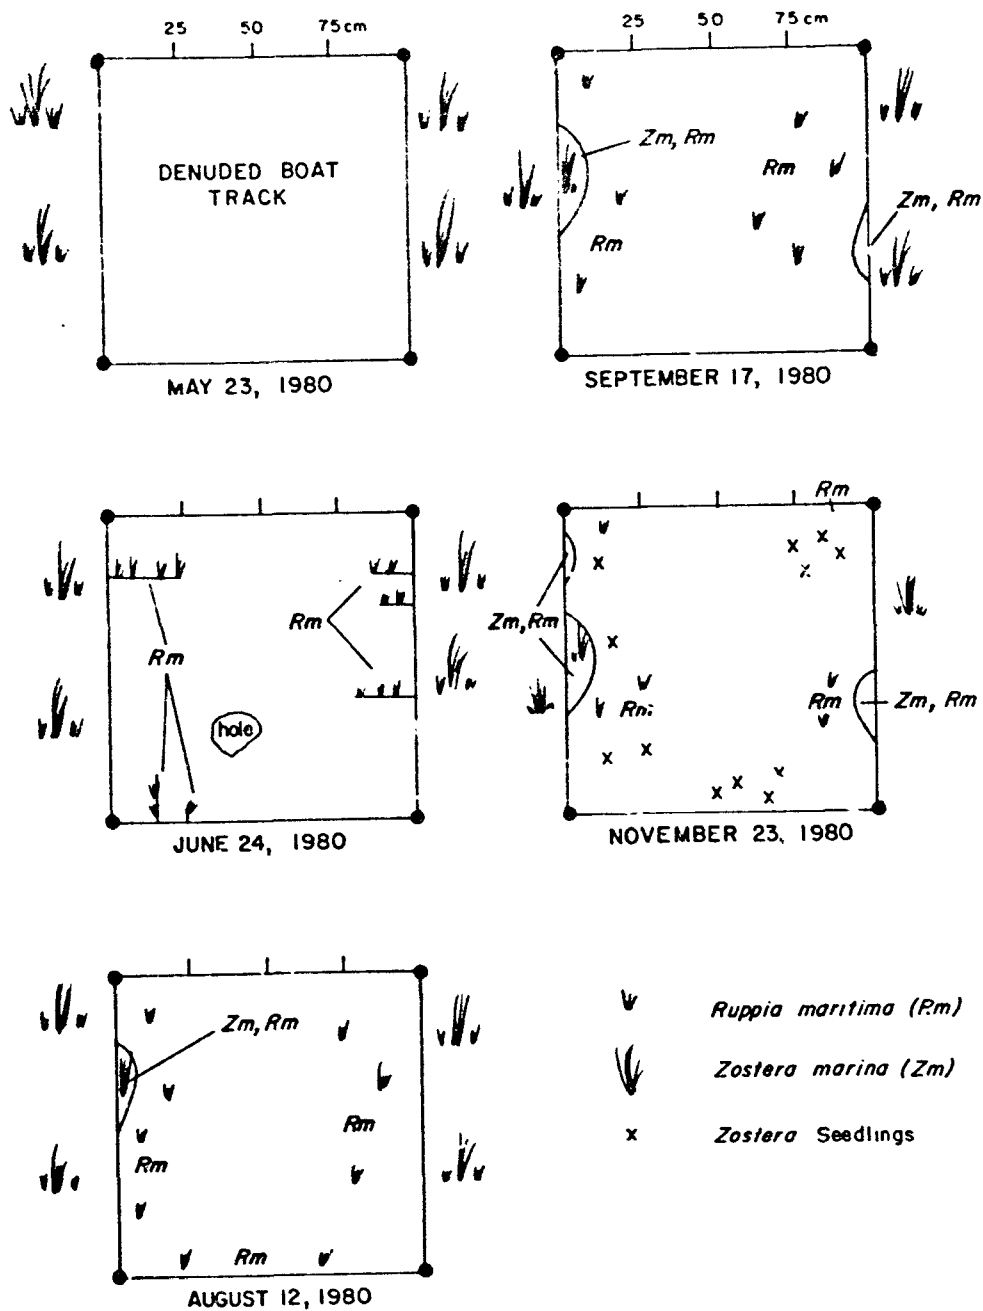 25 50 75 cm
DENUDED BOAT
TRACK
MAY 23, 1980
25 50 75 cm
Zm, Rm
Rm
Zm, Rm
Rm
SEPTEMBER 17, 1980
Rm
Rm
hole
JUNE 24, 1980
Rm
Zm, Rm
Rm
Rm
Zm, Rm
NOVEMBER 23, 1980
Zm, Rm
Rm
Rm
Rm
AUGUST 12, 1980
Ruppia maritima (Rm)
Zostera marina (Zm)
x Zostera Seedlings